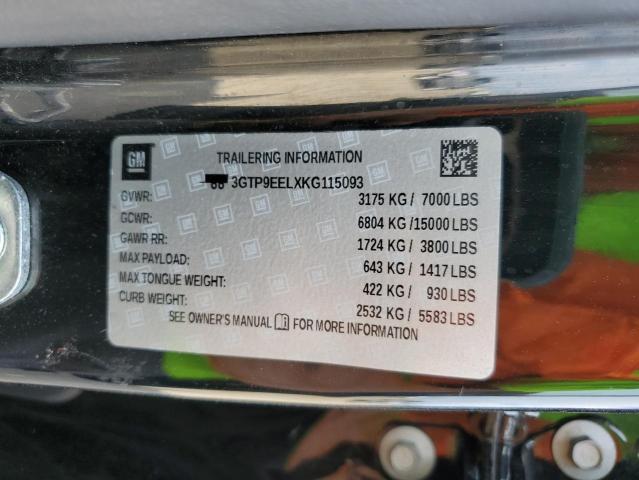 GM
TRAILERING INFORMATION
88 3GTP9EELXKG115093
GVWR: 3175 KG / 7000 LBS
GCWR: 6804 KG /15000 LBS
GAWR RR: 1724 KG / 3800 LBS
MAX PAYLOAD: 643 KG / 1417 LBS
MAX TONGUE WEIGHT: 422 KG / 930 LBS
CURB WEIGHT: 2532 KG / 5583 LBS
SEE OWNER'S MANUAL FOR MORE INFORMATION